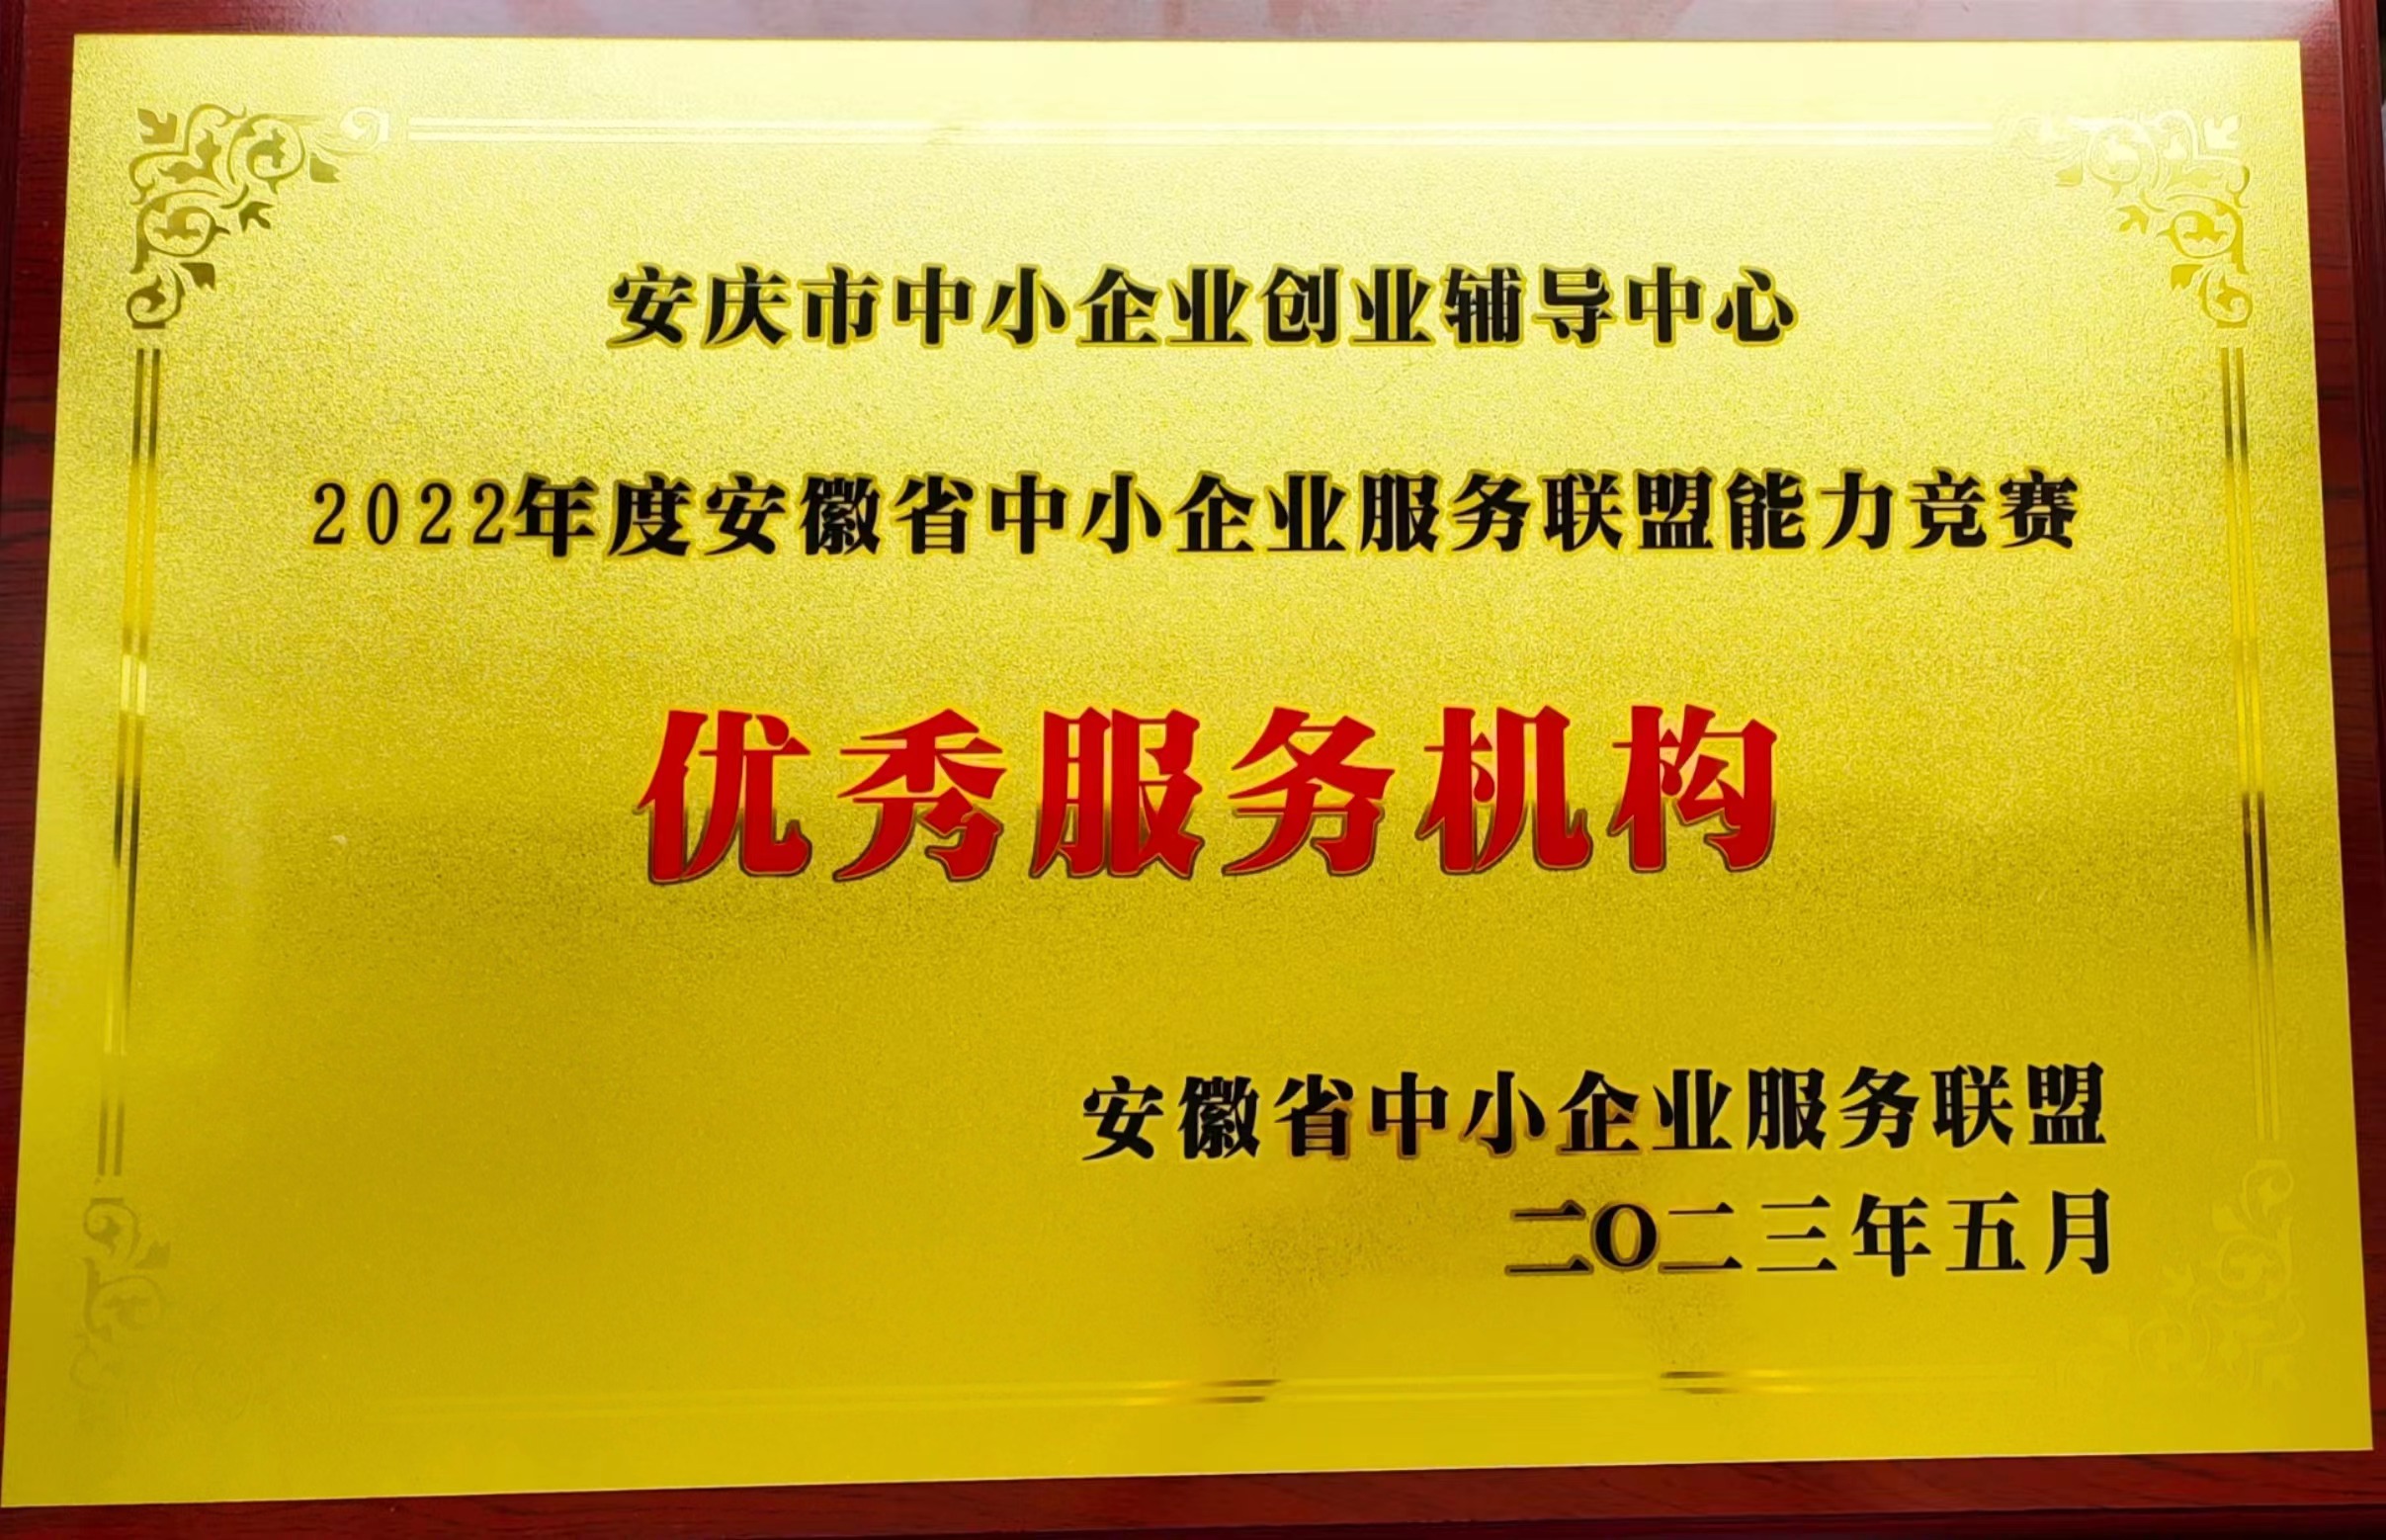 安庆市中小企业创业辅导中心
2022年度安徽省中小企业服务联盟能力竞赛
优秀服务机构
安徽省中小企业服务联盟
二O二三年五月